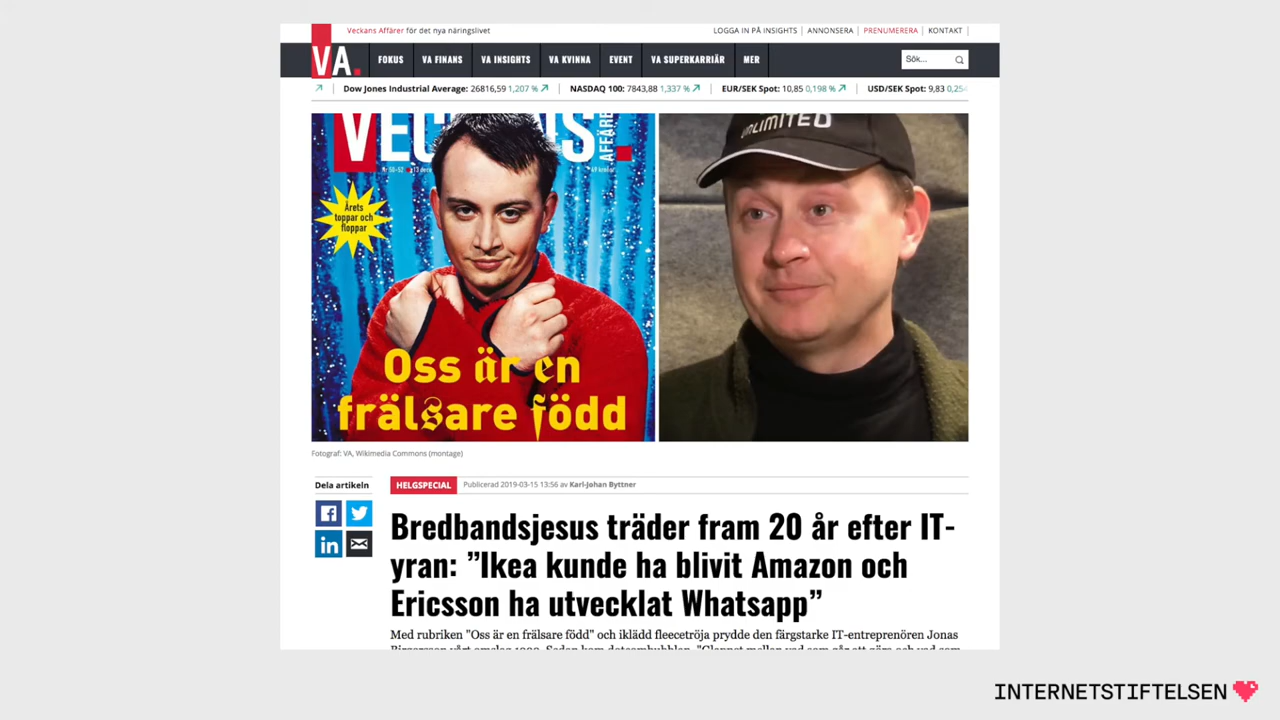 Veckans Affärer för det nya näringslivet
LOGGA IN PÅ INSIGHTS | ANNONSERA | PRENUMERERA | KONTAKT |
VA.
FOKUS VA FINANS VA INSIGHTS VA KVINNA EVENT VA SUPERKARRIÄR MER
Sök...
Dow Jones Industrial Average: 26816,59 1,207 % | NASDAQ 100: 7843,88 1,337 % | EUR/SEK Spot: 10,85 0,198 % | USD/SEK Spot: 9,83
AFFÄRE
UNLIMITED
Årets
toppar och
floppar
Oss är en
frälsare född
Fotograf: VA, Wikimedia Commons (montage)
Dela artikeln
HELGSPECIAL
Publicerad 2019-03-15 13:56 av Karl-Johan Byttner
Bredbandsjesus träder fram 20 år efter IT-
yran: ”Ikea kunde ha blivit Amazon och
Ericsson ha utvecklat Whatsapp”
Med rubriken "Oss är en frälsare född" och iklädd fleecetröja prydde den färgstarke IT-entreprenören Jonas
INTERNETSTIFTELSEN